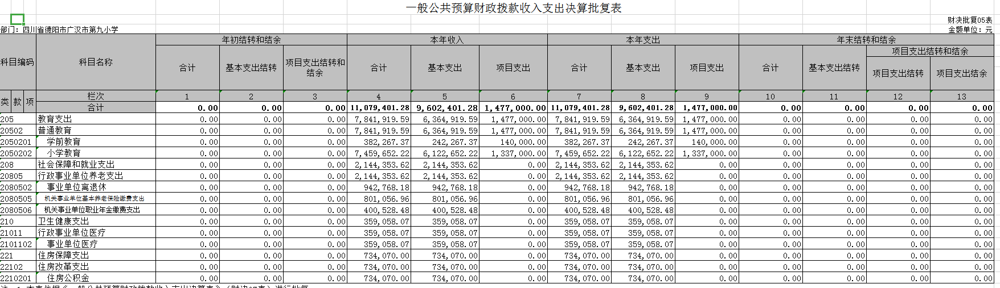 一般公共预算财政拨款收入支出决算批复表
财决批复05表
部门：四川省德阳市广汉市第九小学 金额单位：元
科目编码 科目名称 年初结转和结余 本年收入 本年支出 年末结转和结余
合计 基本支出结转 项目支出结转和结余 合计 基本支出 项目支出 合计 基本支出 项目支出 合计 基本支出结转 项目支出结转和结余
项目支出结转 项目支出结余
类 款 项 栏次 1 2 3 4 5 6 7 8 9 10 11 12 13
合计 0.00 0.00 0.00 11,079,401.28 9,602,401.28 1,477,000.00 11,079,401.28 9,602,401.28 1,477,000.00 0.00 0.00 0.00 0.00
205 教育支出 0.00 0.00 0.00 7,841,919.59 6,364,919.59 1,477,000.00 7,841,919.59 6,364,919.59 1,477,000.00 0.00 0.00 0.00 0.00
20502 普通教育 0.00 0.00 0.00 7,841,919.59 6,364,919.59 1,477,000.00 7,841,919.59 6,364,919.59 1,477,000.00 0.00 0.00 0.00 0.00
2050201 学前教育 0.00 0.00 0.00 382,267.37 242,267.37 140,000.00 382,267.37 242,267.37 140,000.00 0.00 0.00 0.00 0.00
2050202 小学教育 0.00 0.00 0.00 7,459,652.22 6,122,652.22 1,337,000.00 7,459,652.22 6,122,652.22 1,337,000.00 0.00 0.00 0.00 0.00
208 社会保障和就业支出 0.00 0.00 0.00 2,144,353.62 2,144,353.62 0.00 2,144,353.62 2,144,353.62 0.00 0.00 0.00 0.00 0.00
20805 行政事业单位养老支出 0.00 0.00 0.00 2,144,353.62 2,144,353.62 0.00 2,144,353.62 2,144,353.62 0.00 0.00 0.00 0.00 0.00
2080502 事业单位离退休 0.00 0.00 0.00 942,768.18 942,768.18 0.00 942,768.18 942,768.18 0.00 0.00 0.00 0.00 0.00
2080505 机关事业单位基本养老保险缴费支出 0.00 0.00 0.00 801,056.96 801,056.96 0.00 801,056.96 801,056.96 0.00 0.00 0.00 0.00 0.00
2080506 机关事业单位职业年金缴费支出 0.00 0.00 0.00 400,528.48 400,528.48 0.00 400,528.48 400,528.48 0.00 0.00 0.00 0.00 0.00
210 卫生健康支出 0.00 0.00 0.00 359,058.07 359,058.07 0.00 359,058.07 359,058.07 0.00 0.00 0.00 0.00 0.00
21011 行政事业单位医疗 0.00 0.00 0.00 359,058.07 359,058.07 0.00 359,058.07 359,058.07 0.00 0.00 0.00 0.00 0.00
2101102 事业单位医疗 0.00 0.00 0.00 359,058.07 359,058.07 0.00 359,058.07 359,058.07 0.00 0.00 0.00 0.00 0.00
221 住房保障支出 0.00 0.00 0.00 734,070.00 734,070.00 0.00 734,070.00 734,070.00 0.00 0.00 0.00 0.00 0.00
22102 住房改革支出 0.00 0.00 0.00 734,070.00 734,070.00 0.00 734,070.00 734,070.00 0.00 0.00 0.00 0.00 0.00
2210201 住房公积金 0.00 0.00 0.00 734,070.00 734,070.00 0.00 734,070.00 734,070.00 0.00 0.00 0.00 0.00 0.00